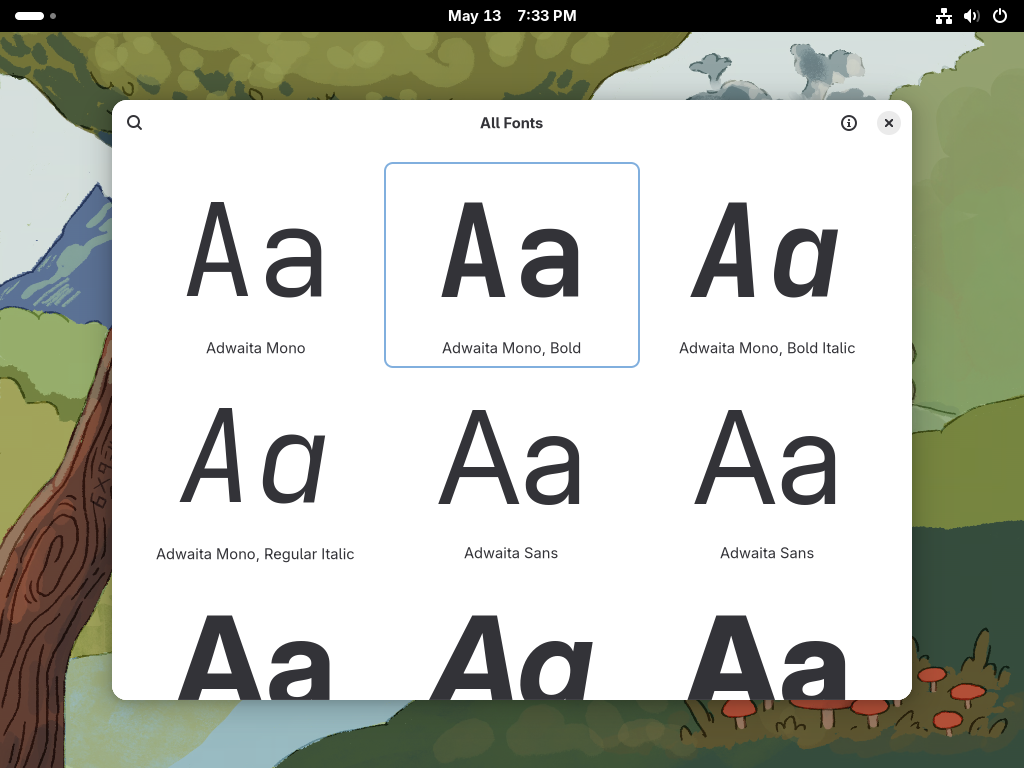 May 13 7:33 PM
All Fonts
Aa Aa Aa
Adwaita Mono Adwaita Mono, Bold Adwaita Mono, Bold Italic
Aa Aa Aa
Adwaita Mono, Regular Italic Adwaita Sans Adwaita Sans
Aa Aa Aa